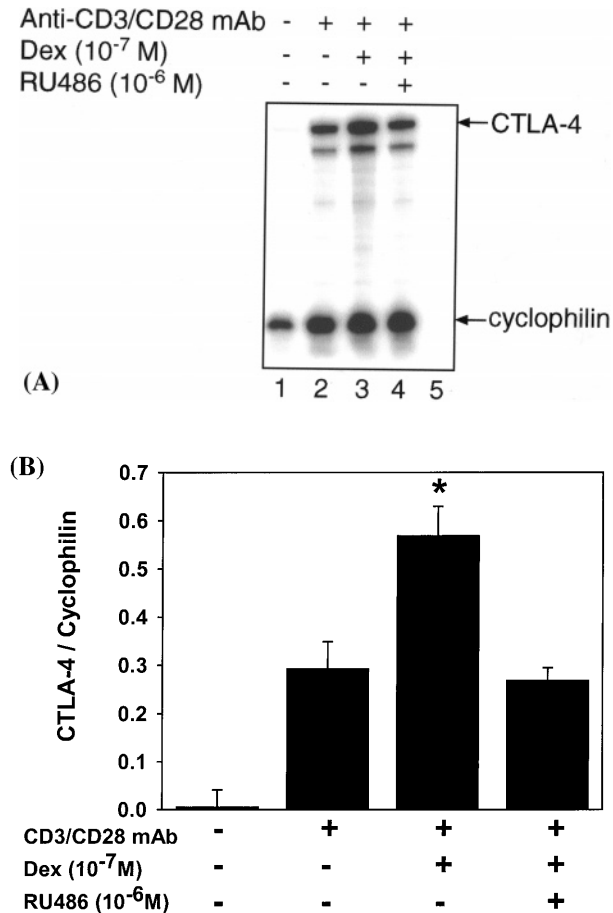 Anti-CD3/CD28 mAb - + + +
Dex (10-7 M) - - + +
RU486 (10-6 M) - - - +
CTLA-4
cyclophilin
(A)
1 2 3 4 5
(B)
0.7
*
0.6
0.5
0.4
0.3
0.2
0.1
0.0
CTLA-4 / Cyclophilin
CD3/CD28 mAb - + + +
Dex (10-7M) - - + +
RU486 (10-6M) - - - +